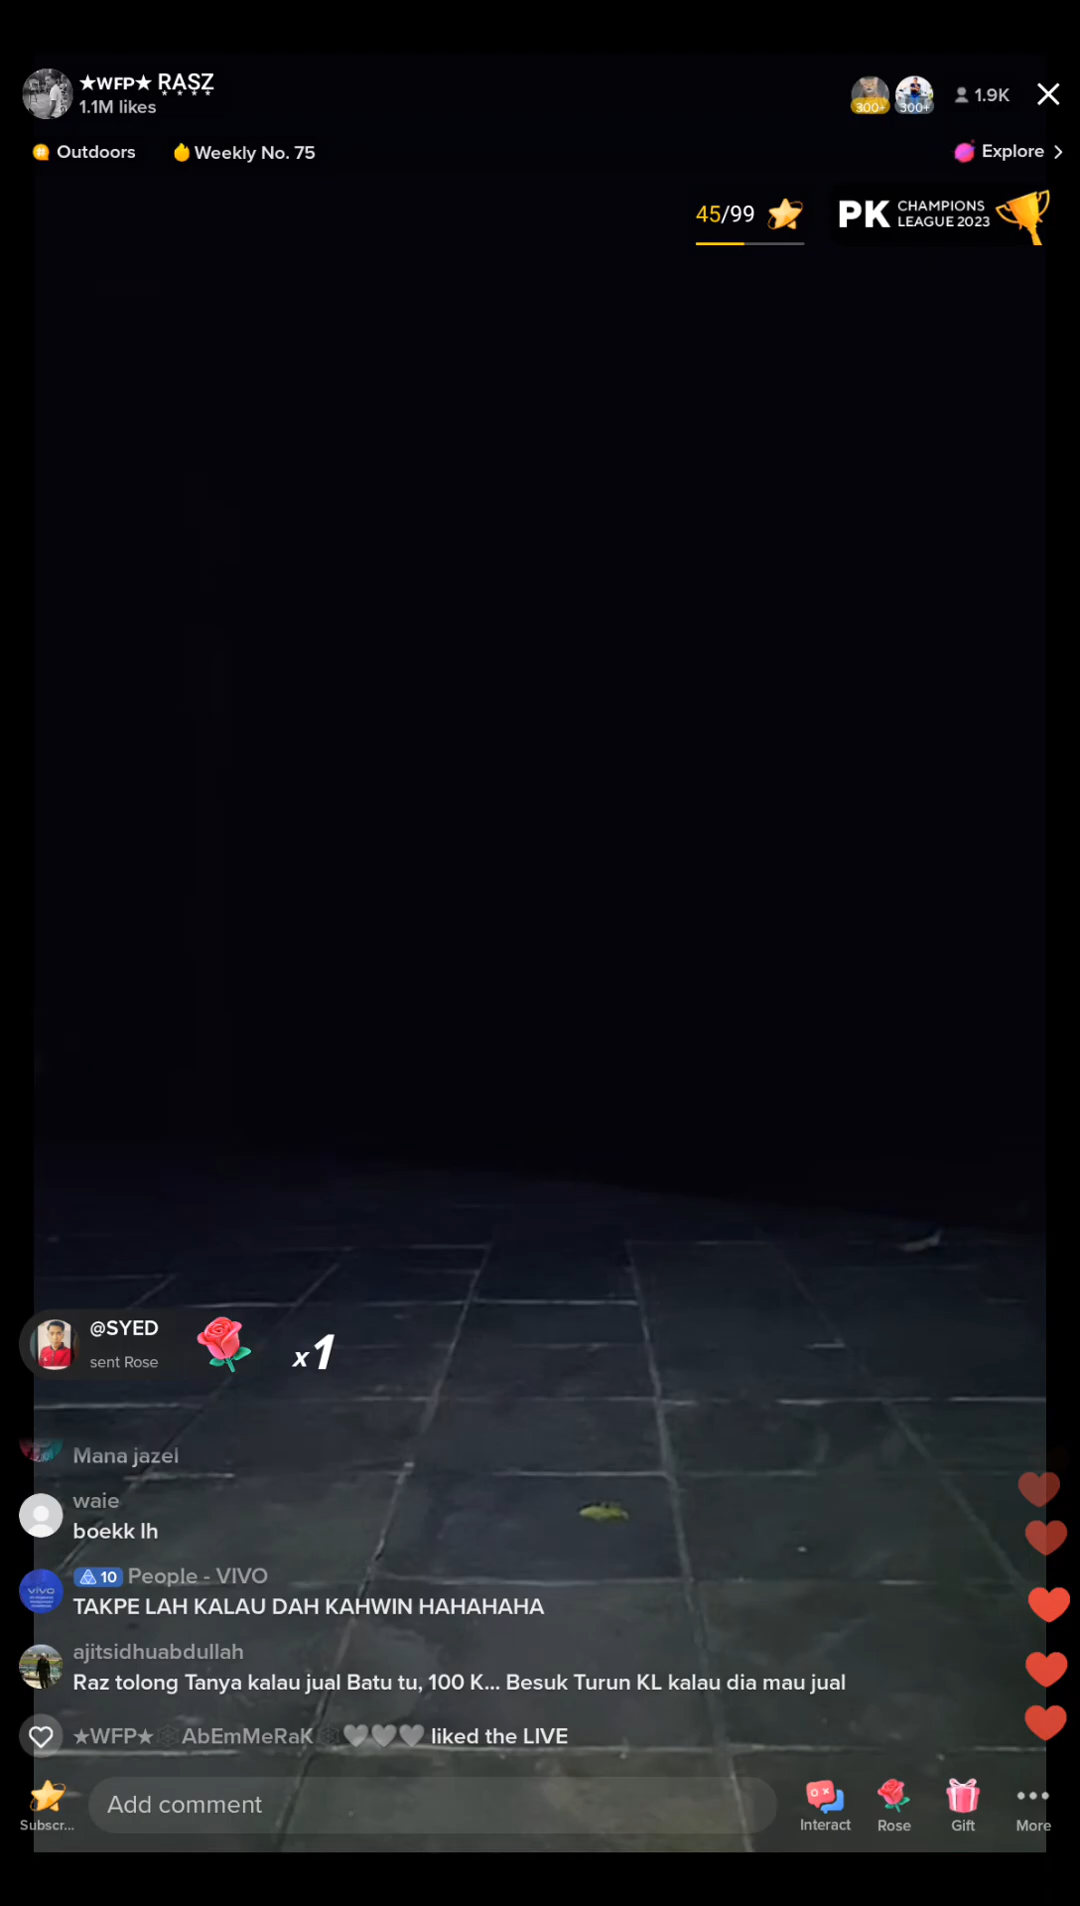 ★WFP★ RASZ
1.1M likes
300+
300+
1.9K
Outdoors
Weekly No. 75
Explore
45/99
PK CHAMPIONS
LEAGUE 2023
@SYED
sent Rose
x1
Mana jazel
waie
boekk lh
10 People - VIVO
TAKPE LAH KALAU DAH KAHWIN HAHAHAHA
ajitsidhuabdullah
Raz tolong Tanya kalau jual Batu tu, 100 K... Besuk Turun KL kalau dia mau jual
★WFP★🕸AbEmMeRaK🕸🤍🤍🤍 liked the LIVE
Subscr...
Add comment
Interact
Rose
Gift
More